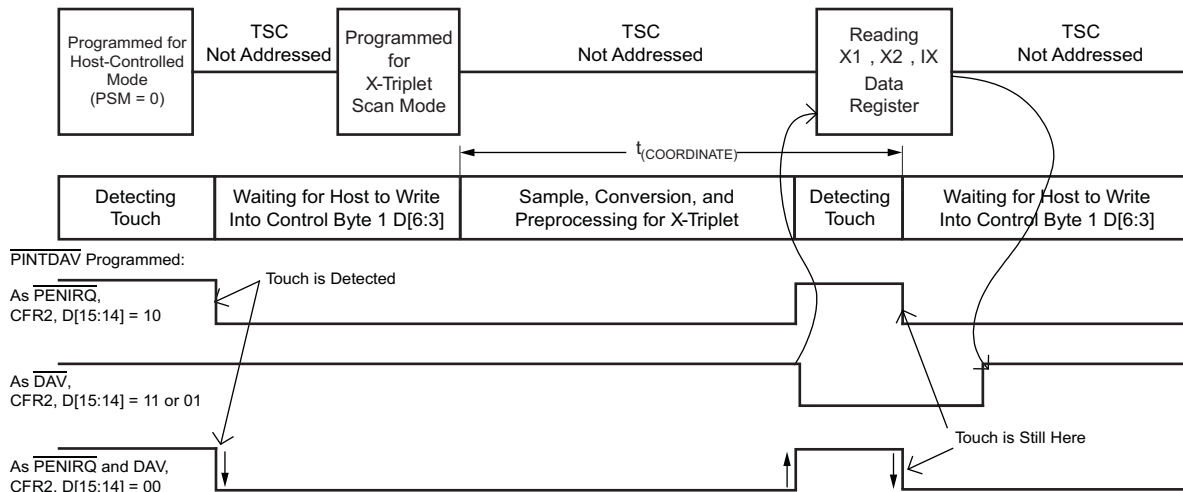 Programmed for
Host-Controlled
Mode
(PSM = 0)
TSC
Not Addressed
Programmed
for
X-Triplet
Scan Mode
TSC
Not Addressed
Reading
X1 , X2 , IX
Data
Register
TSC
Not Addressed
t(COORDINATE)
Detecting
Touch
Waiting for Host to Write
Into Control Byte 1 D[6:3]
Sample, Conversion, and
Preprocessing for X-Triplet
Detecting
Touch
Waiting for Host to Write
Into Control Byte 1 D[6:3]
PINTDAV Programmed:
Touch is Detected
As PENIRQ,
CFR2, D[15:14] = 10
As DAV,
CFR2, D[15:14] = 11 or 01
Touch is Still Here
As PENIRQ and DAV,
CFR2, D[15:14] = 00